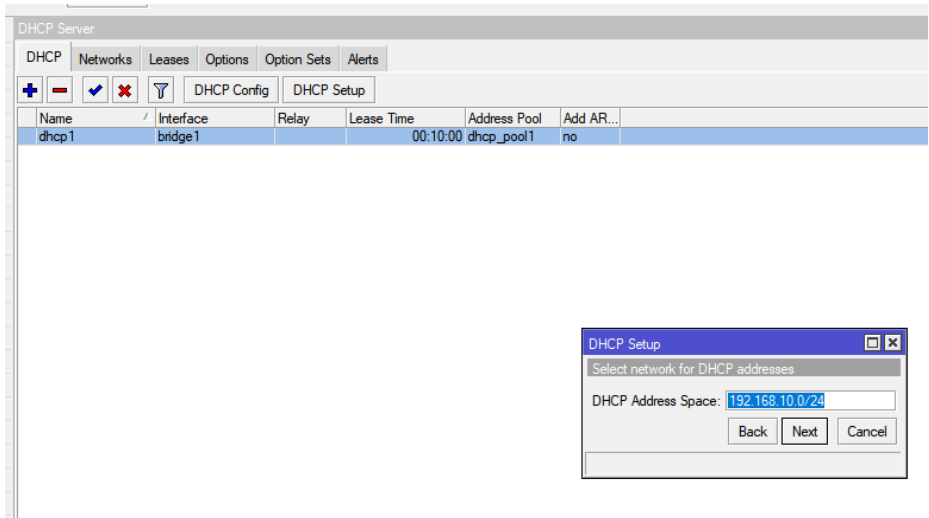 DHCP Server
DHCP Networks Leases Options Option Sets Alerts
DHCP Config DHCP Setup
Name Interface Relay Lease Time Address Pool Add AR...
dhcp1 bridge1 00:10:00 dhcp_pool1 no
DHCP Setup
Select network for DHCP addresses
DHCP Address Space: 192.168.10.0/24
Back Next Cancel